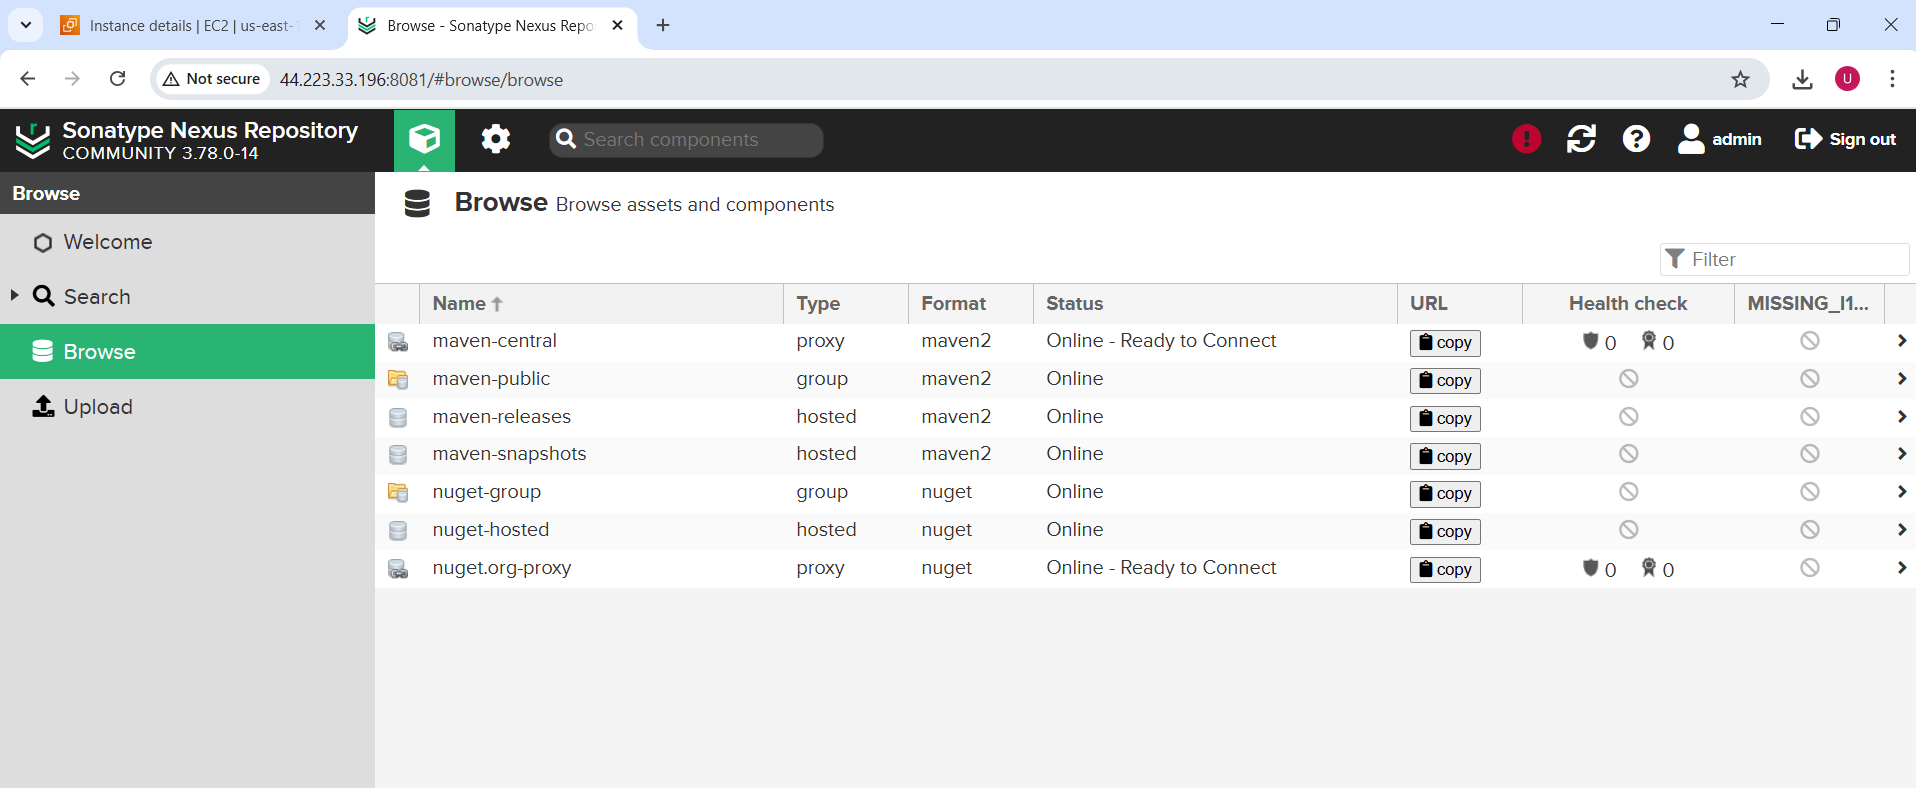 Instance details | EC2 | us-east-
Browse - Sonatype Nexus Repo
Not secure
44.223.33.196:8081/#browse/browse
U
Sonatype Nexus Repository
COMMUNITY 3.78.0-14
Search components
admin
Sign out
Browse
Welcome
Search
Browse
Upload
Browse Browse assets and components
Filter
Name Type Format Status URL Health check MISSING_I1...
maven-central proxy maven2 Online - Ready to Connect copy 0 0
maven-public group maven2 Online copy
maven-releases hosted maven2 Online copy
maven-snapshots hosted maven2 Online copy
nuget-group group nuget Online copy
nuget-hosted hosted nuget Online copy
nuget.org-proxy proxy nuget Online - Ready to Connect copy 0 0